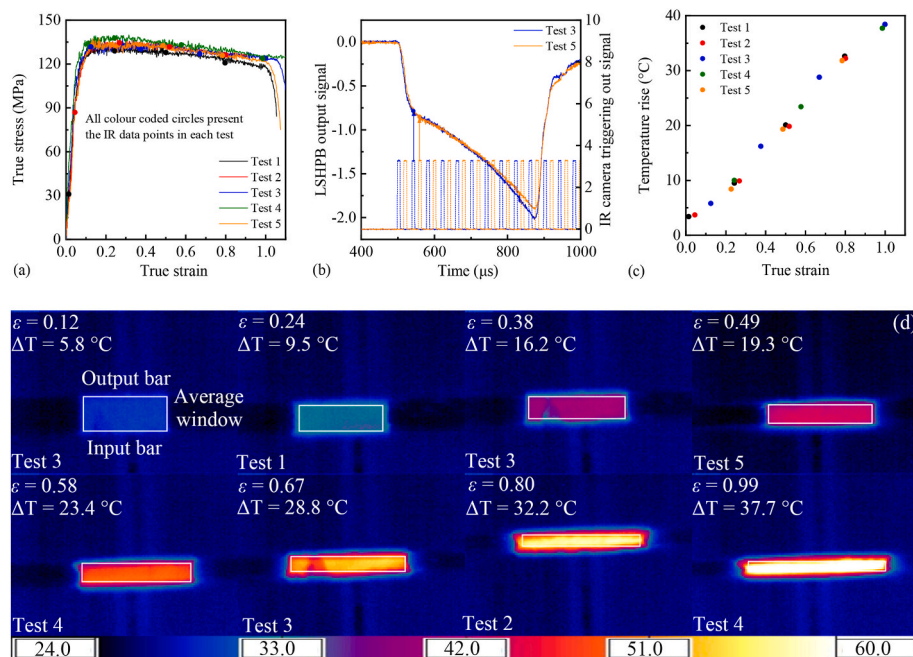 150
120
90
60
30
0
True stress (MPa)
All colour coded circles present
the IR data points in each test
Test 1
Test 2
Test 3
Test 4
Test 5
0.0 0.2 0.4 0.6 0.8 1.0
True strain
(a)
0.0
-0.5
-1.0
-1.5
-2.0
LSHPB output signal
Test 3
Test 5
10
8
6
4
2
0
IR camera triggering out signal
400 600 800 1000
Time (μs)
(b)
40
30
20
10
0
Temperature rise (°C)
Test 1
Test 2
Test 3
Test 4
Test 5
0.0 0.2 0.4 0.6 0.8 1.0
True strain
(c)
ε = 0.12
ΔT = 5.8 °C
Output bar
Average
window
Input bar
Test 3
ε = 0.24
ΔT = 9.5 °C
Test 1
ε = 0.38
ΔT = 16.2 °C
Test 3
ε = 0.49
ΔT = 19.3 °C
Test 5
(d)
ε = 0.58
ΔT = 23.4 °C
Test 4
ε = 0.67
ΔT = 28.8 °C
Test 3
ε = 0.80
ΔT = 32.2 °C
Test 2
ε = 0.99
ΔT = 37.7 °C
Test 4
24.0 33.0 42.0 51.0 60.0